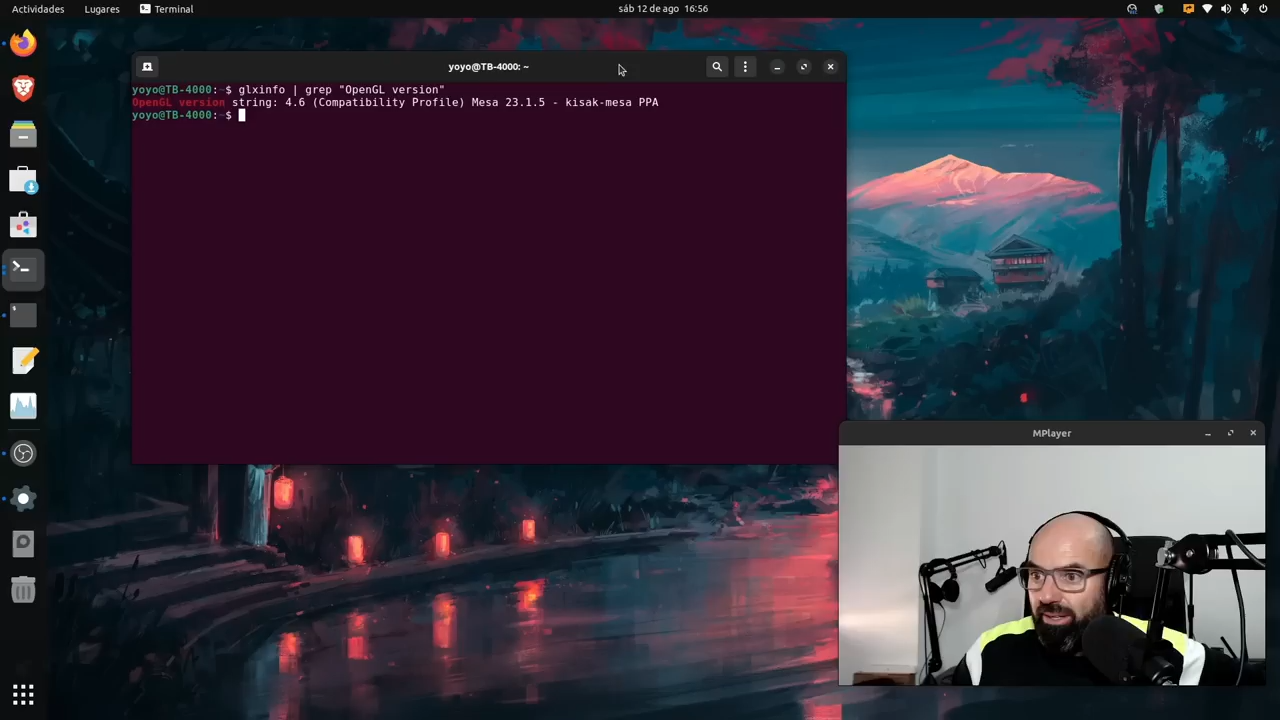 Actividades Lugares Terminal sáb 12 de ago 16:56
yoyo@TB-4000: ~
yoyo@TB-4000:~$ glxinfo | grep "OpenGL version"
OpenGL version string: 4.6 (Compatibility Profile) Mesa 23.1.5 - kisak-mesa PPA
yoyo@TB-4000:~$
MPlayer